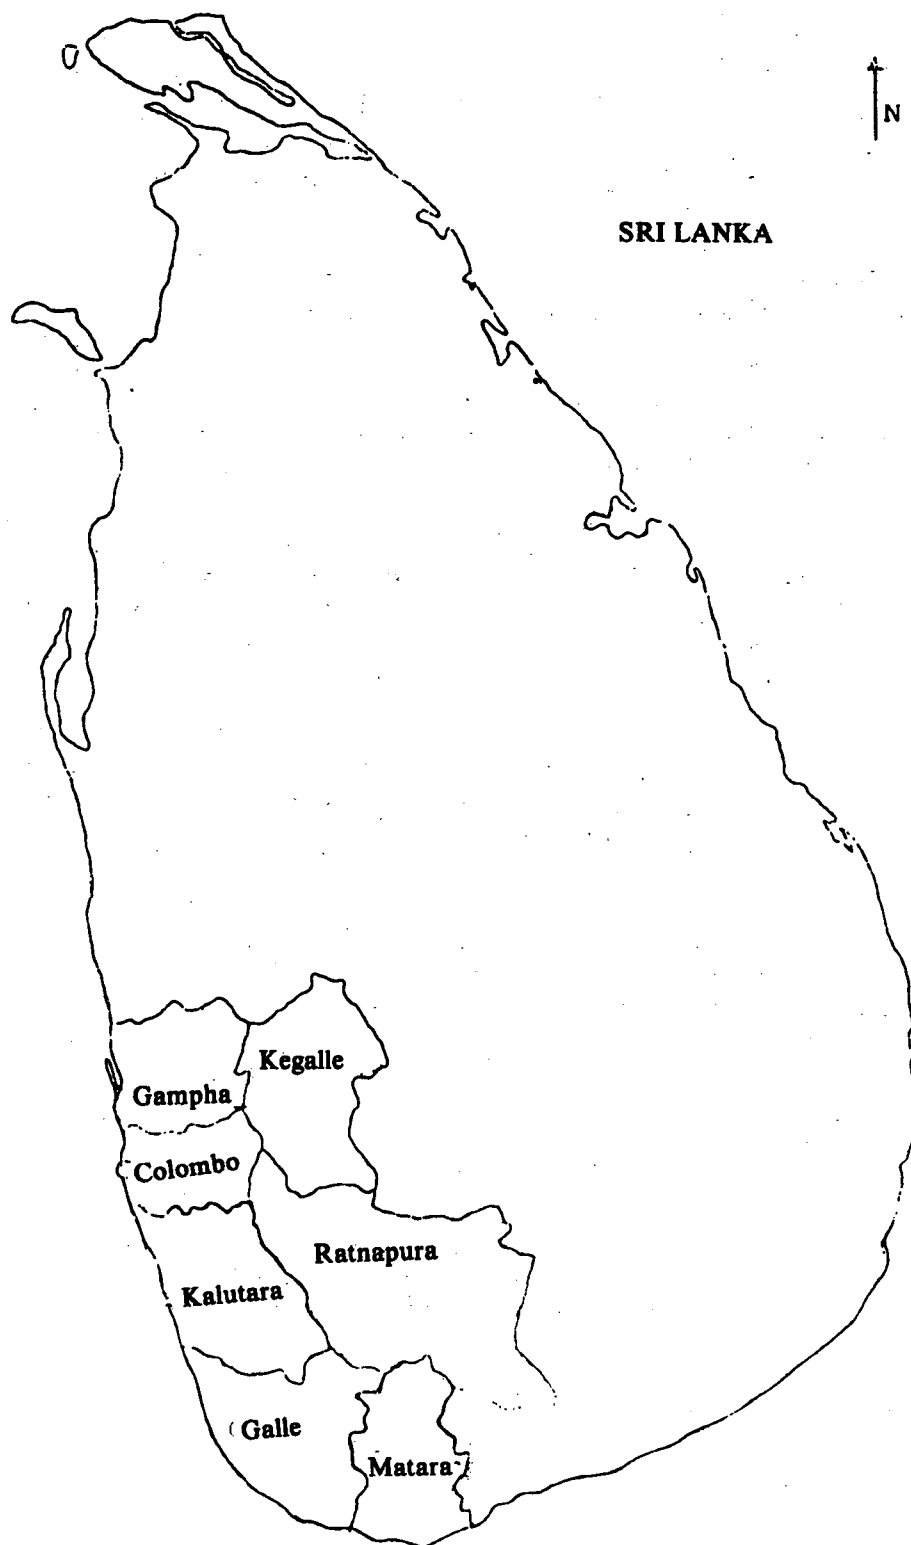 N
SRI LANKA
Kegalle
Gampha
Colombo
Ratnapura
Kalutara
Galle
Matara